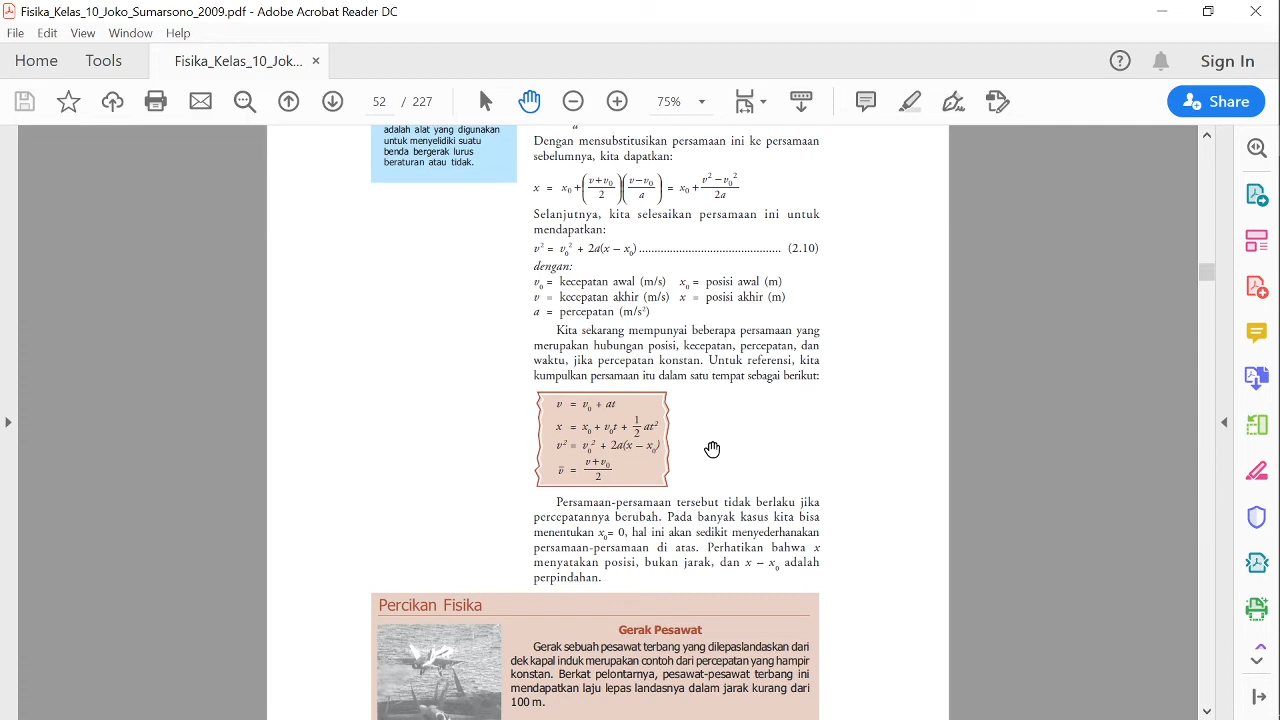 Fisika_Kelas_10_Joko_Sumarsono_2009.pdf - Adobe Acrobat Reader DC
File Edit View Window Help
Home Tools Fisika_Kelas_10_Jok... × Sign In
52 / 227 75% Share
adalah alat yang digunakan
untuk menyelidiki suatu
benda bergerak lurus
beraturan atau tidak.
a
Dengan mensubstitusikan persamaan ini ke persamaan
sebelumnya, kita dapatkan:
x = x₀ + ((v+v₀)/2)((v−v₀)/a) = x₀ + (v² − v₀²)/2a
Selanjutnya, kita selesaikan persamaan ini untuk
mendapatkan:
v² = v₀² + 2a(x – x₀) ............................................. (2.10)
dengan:
v₀ = kecepatan awal (m/s) x₀ = posisi awal (m)
v = kecepatan akhir (m/s) x = posisi akhir (m)
a = percepatan (m/s²)
Kita sekarang mempunyai beberapa persamaan yang
merupakan hubungan posisi, kecepatan, percepatan, dan
waktu, jika percepatan konstan. Untuk referensi, kita
kumpulkan persamaan itu dalam satu tempat sebagai berikut:
v = v₀ + at
x = x₀ + v₀t + 1/2 at²
v² = v₀² + 2a(x – x₀)
v̄ = (v + v₀)/2
Persamaan-persamaan tersebut tidak berlaku jika
percepatannya berubah. Pada banyak kasus kita bisa
menentukan x₀= 0, hal ini akan sedikit menyederhanakan
persamaan-persamaan di atas. Perhatikan bahwa x
menyatakan posisi, bukan jarak, dan x – x₀ adalah
perpindahan.
Percikan Fisika
Gerak Pesawat
Gerak sebuah pesawat terbang yang dilepaslandaskan dari
dek kapal induk merupakan contoh dari percepatan yang hampir
konstan. Berkat pelontarnya, pesawat-pesawat terbang ini
mendapatkan laju lepas landasnya dalam jarak kurang dari
100 m.